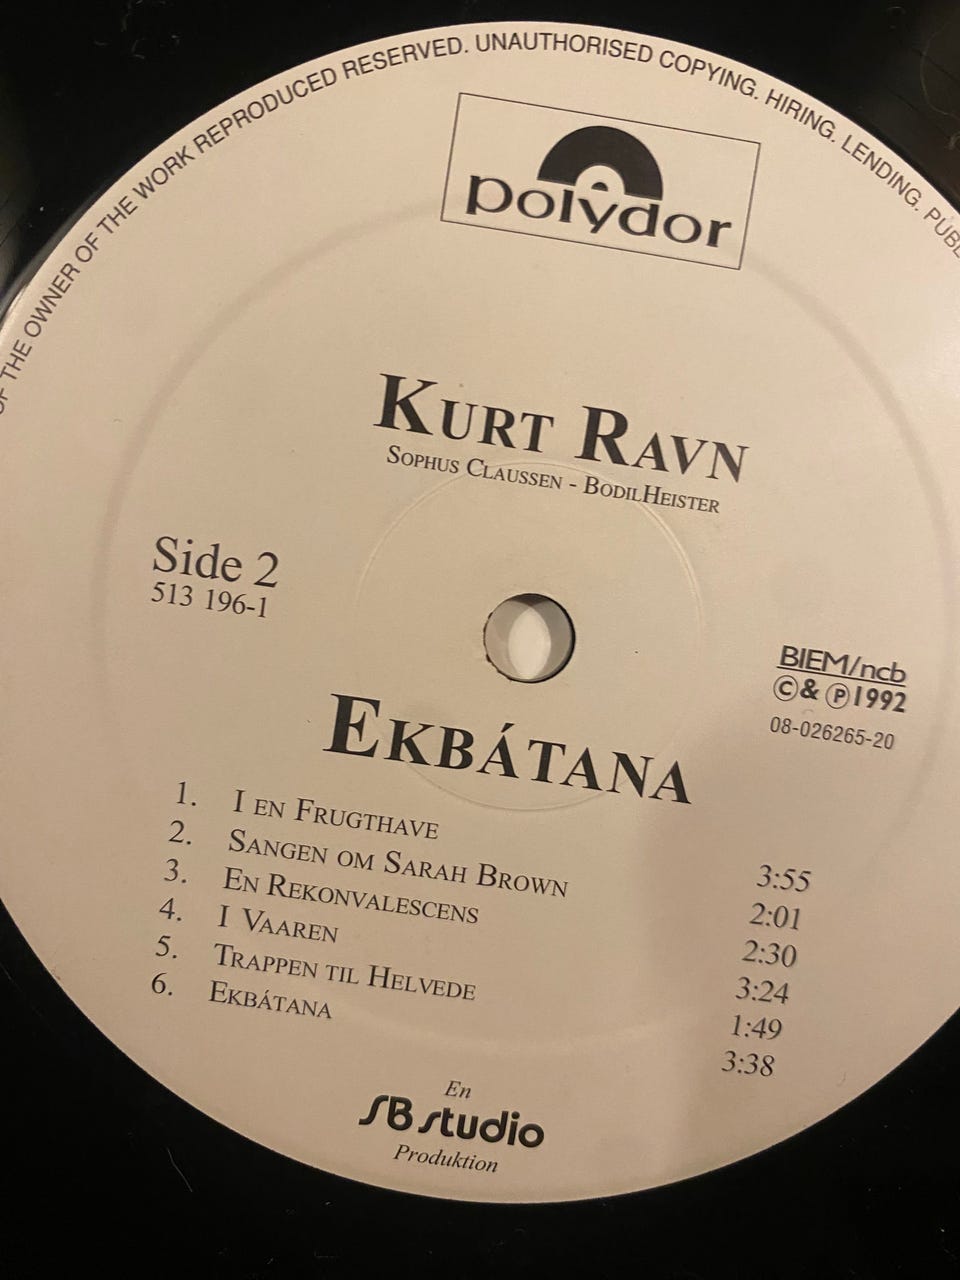 OF THE OWNER OF THE WORK REPRODUCED RESERVED. UNAUTHORISED COPYING. HIRING. LENDING.
polydor
KURT RAVN
SOPHUS CLAUSSEN - BODIL HEISTER
Side 2
513 196-1
BIEM/ncb
©& ℗1992
08-026265-20
EKBÁTANA
1. I EN FRUGTHAVE 3:55
2. SANGEN OM SARAH BROWN 2:01
3. EN REKONVALESCENS 2:30
4. I VAAREN 3:24
5. TRAPPEN TIL HELVEDE 1:49
6. EKBÁTANA 3:38
En
SB studio
Produktion